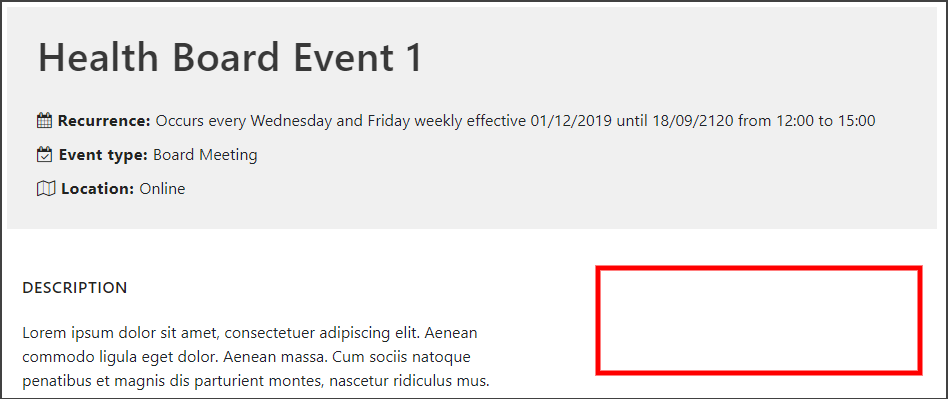 Health Board Event 1
Recurrence: Occurs every Wednesday and Friday weekly effective 01/12/2019 until 18/09/2120 from 12:00 to 15:00
Event type: Board Meeting
Location: Online
DESCRIPTION
Lorem ipsum dolor sit amet, consectetuer adipiscing elit. Aenean
commodo ligula eget dolor. Aenean massa. Cum sociis natoque
penatibus et magnis dis parturient montes, nascetur ridiculus mus.